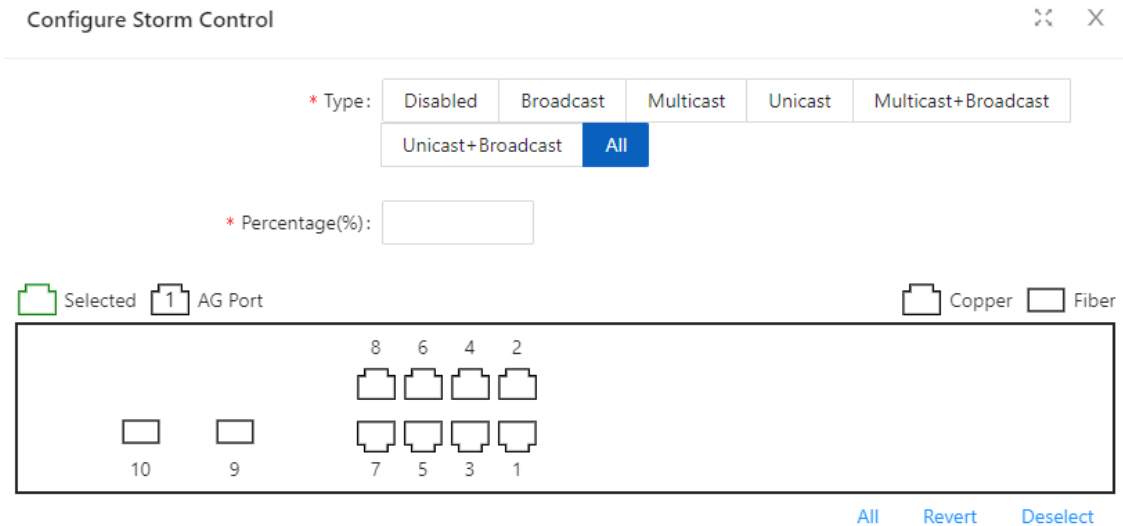 Configure Storm Control
* Type: Disabled Broadcast Multicast Unicast Multicast+Broadcast
Unicast+Broadcast All
* Percentage(%):
Selected 1 AG Port Copper Fiber
8 6 4 2
10 9 7 5 3 1
All Revert Deselect